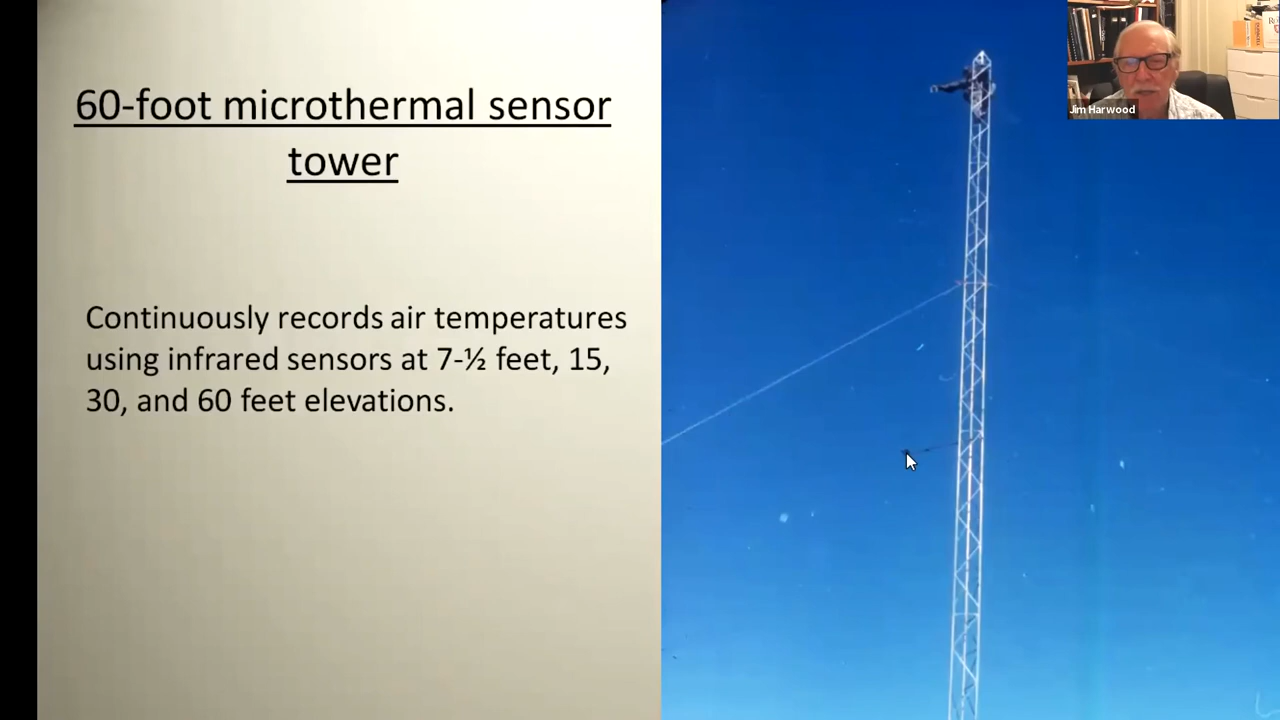 60-foot microthermal sensor
tower
Continuously records air temperatures
using infrared sensors at 7-½ feet, 15,
30, and 60 feet elevations.
Jim Harwood